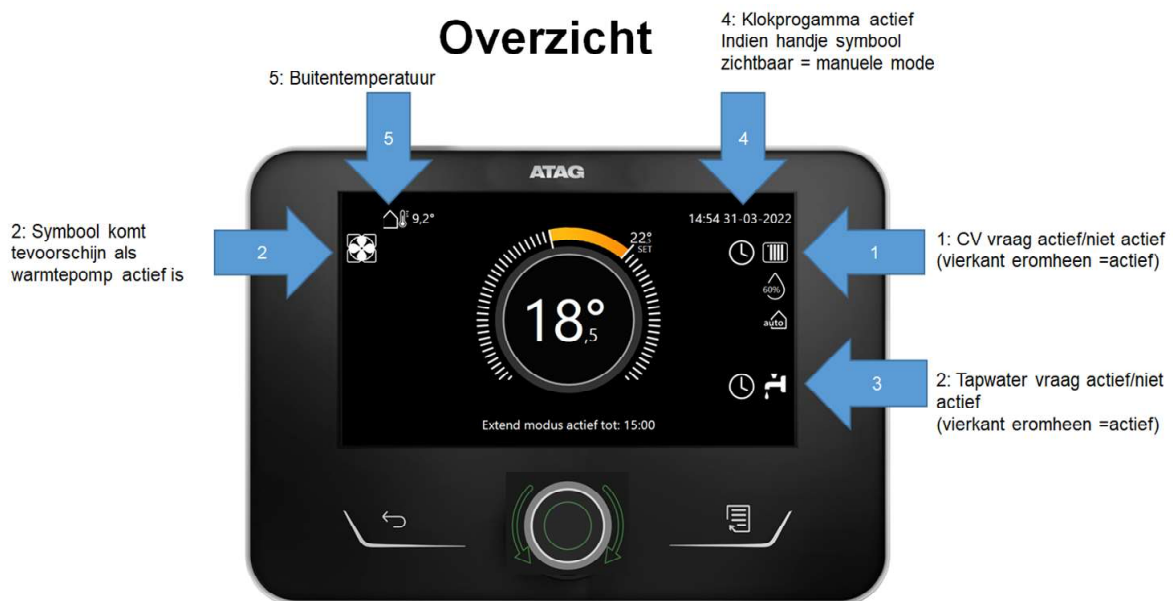 Overzicht
4: Klokprogamma actief
Indien handje symbool
zichtbaar = manuele mode
5: Buitentemperatuur
5
4
ATAG
9,2°
14:54 31-03-2022
2: Symbool komt
tevoorschijn als
warmtepomp actief is
2
22°
SET
1
1: CV vraag actief/niet actief
(vierkant eromheen =actief)
60%
18°,5
auto
3
2: Tapwater vraag actief/niet
actief
(vierkant eromheen =actief)
Extend modus actief tot: 15:00